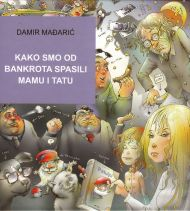 DAMIR MAĐARIĆ
KAKO SMO OD
BANKROTA SPASILI
MAMU I TATU